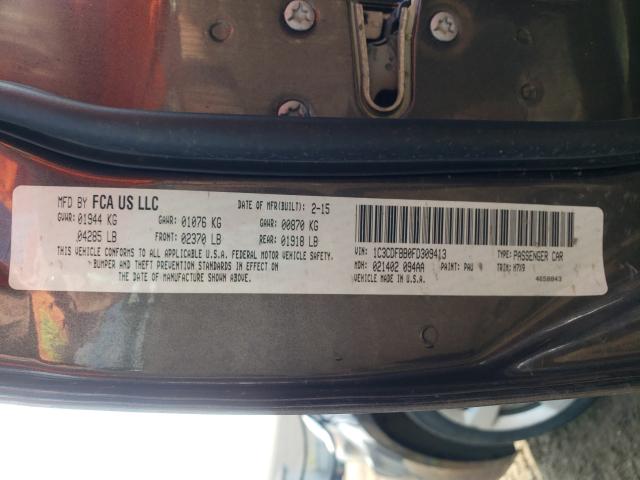 MFD BY FCA US LLC DATE OF MFR(BUILT): 2-15
GVWR: 01944 KG GAWR: 01076 KG GAWR: 00870 KG
04285 LB FRONT: 02370 LB REAR: 01918 LB
THIS VEHICLE CONFORMS TO ALL APPLICABLE U.S.A. FEDERAL MOTOR VEHICLE SAFETY,
BUMPER AND THEFT PREVENTION STANDARDS IN EFFECT ON
THE DATE OF MANUFACTURE SHOWN ABOVE.
VIN: 1C3CDFBB0FD309413 TYPE: PASSENGER CAR
MDH: 021402 094AA PAINT: PAU TRIM: H7X9
VEHICLE MADE IN U.S.A. 4658843